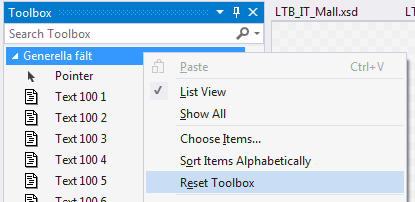 Toolbox
Search Toolbox
Generella fält
Pointer
Text 100 1
Text 100 2
Text 100 3
Text 100 4
Text 100 5
Text 100 6
LTB_IT_Mall.xsd
LT
Paste Ctrl+V
List View
Show All
Choose Items...
Sort Items Alphabetically
Reset Toolbox